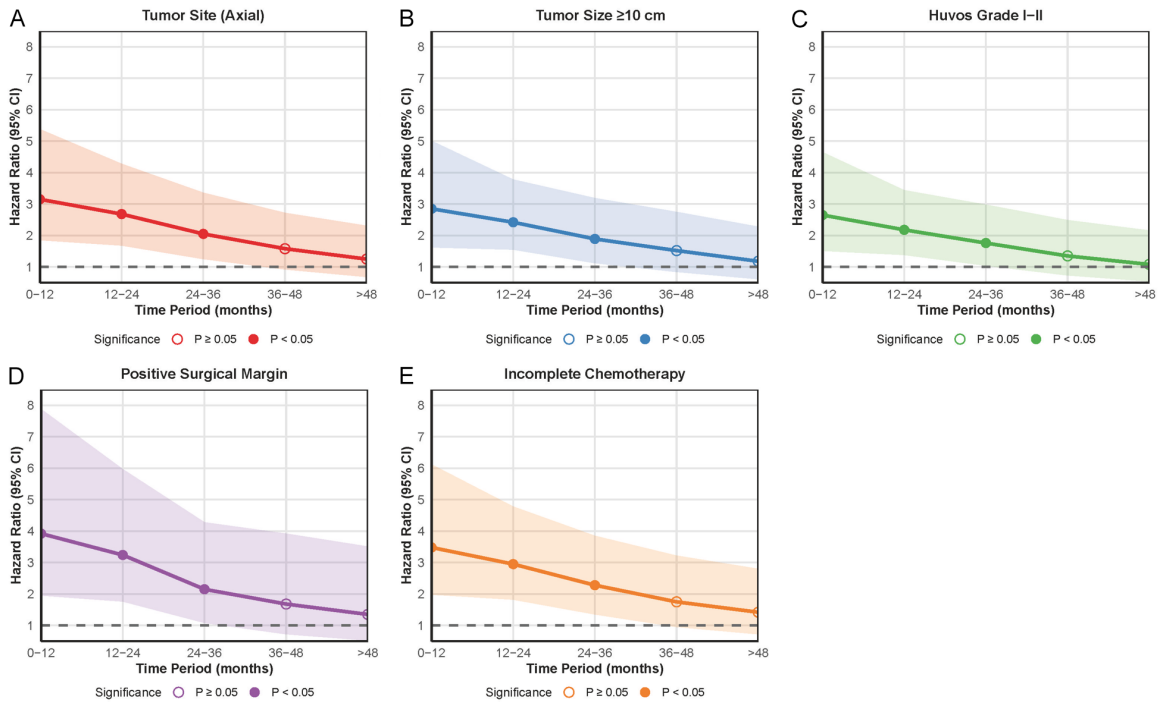 A
Tumor Site (Axial)
Hazard Ratio (95% CI)
8
7
6
5
4
3
2
1
0−12 12−24 24−36 36−48 >48
Time Period (months)
Significance P ≥ 0.05 P < 0.05
B
Tumor Size ≥10 cm
Hazard Ratio (95% CI)
8
7
6
5
4
3
2
1
0−12 12−24 24−36 36−48 >48
Time Period (months)
Significance P ≥ 0.05 P < 0.05
C
Huvos Grade I−II
Hazard Ratio (95% CI)
8
7
6
5
4
3
2
1
0−12 12−24 24−36 36−48 >48
Time Period (months)
Significance P ≥ 0.05 P < 0.05
D
Positive Surgical Margin
Hazard Ratio (95% CI)
8
7
6
5
4
3
2
1
0−12 12−24 24−36 36−48 >48
Time Period (months)
Significance P ≥ 0.05 P < 0.05
E
Incomplete Chemotherapy
Hazard Ratio (95% CI)
8
7
6
5
4
3
2
1
0−12 12−24 24−36 36−48 >48
Time Period (months)
Significance P ≥ 0.05 P < 0.05